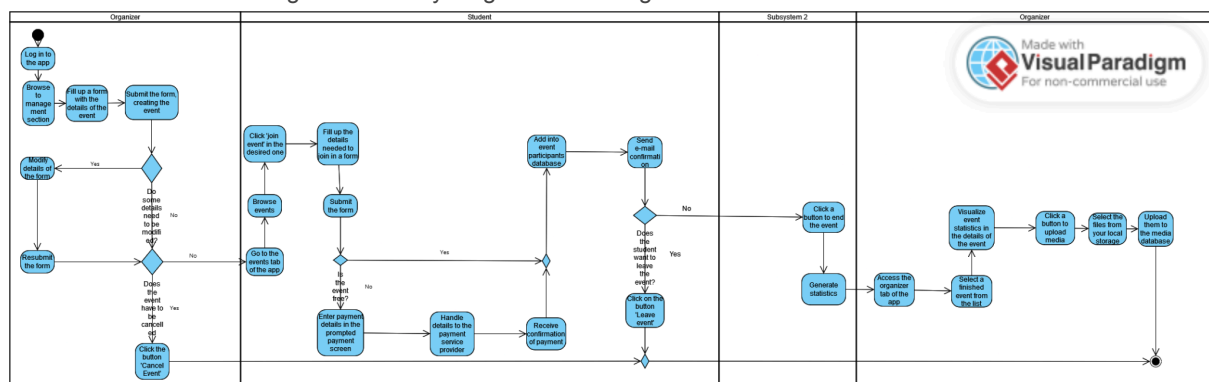 Organizer
Student
Subsystem 2
Organizer
Log in to
the app
Browse
to
manage
ment
section
Fill up a form
with the
details of the
event
Submit the form,
creating the
event
Modify
details of
the form
Yes
Do
some
details
need
to be
modifi
ed?
No
Resubmit
the form
No
Does
the
event
have to
be
cancell
ed
Yes
Click the
button
'Cancel
Event'
Click 'join
event' in the
desired one
Fill up the
details
needed to
join in a form
Browse
events
Submit
the form
Go to the
events tab
of the app
Yes
Is
the
event
free?
No
Enter payment
details in the
prompted
payment
screen
Handle
details to the
payment
service
provider
Receive
confirmation
of payment
Add into
event
participants
database
Send
e-mail
confirmati
on
No
Does
the
student
want to
leave
the
event?
Yes
Click on the
button
'Leave
event'
Click a
button to end
the event
Generate
statistics
Access the
organizer
tab of the
app
Select a
finished
event from
the list
Visualize
event
statistics in
the details of
the event
Click a
button to
upload
media
Select the
files from
your local
storage
Upload
them to
the media
database
Made with
Visual Paradigm
For non-commercial use